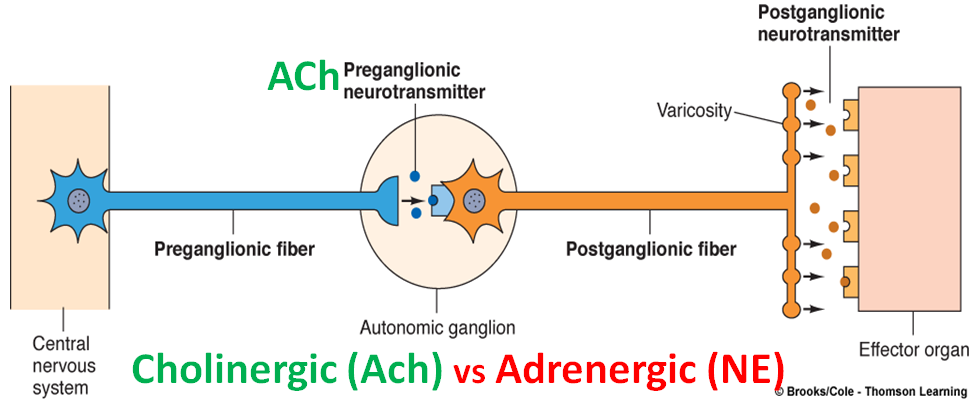 Postganglionic
neurotransmitter
ACh
Preganglionic
neurotransmitter
Varicosity
Preganglionic fiber
Postganglionic fiber
Autonomic ganglion
Central
nervous
system
Effector organ
Cholinergic (Ach) vs Adrenergic (NE)
© Brooks/Cole - Thomson Learning